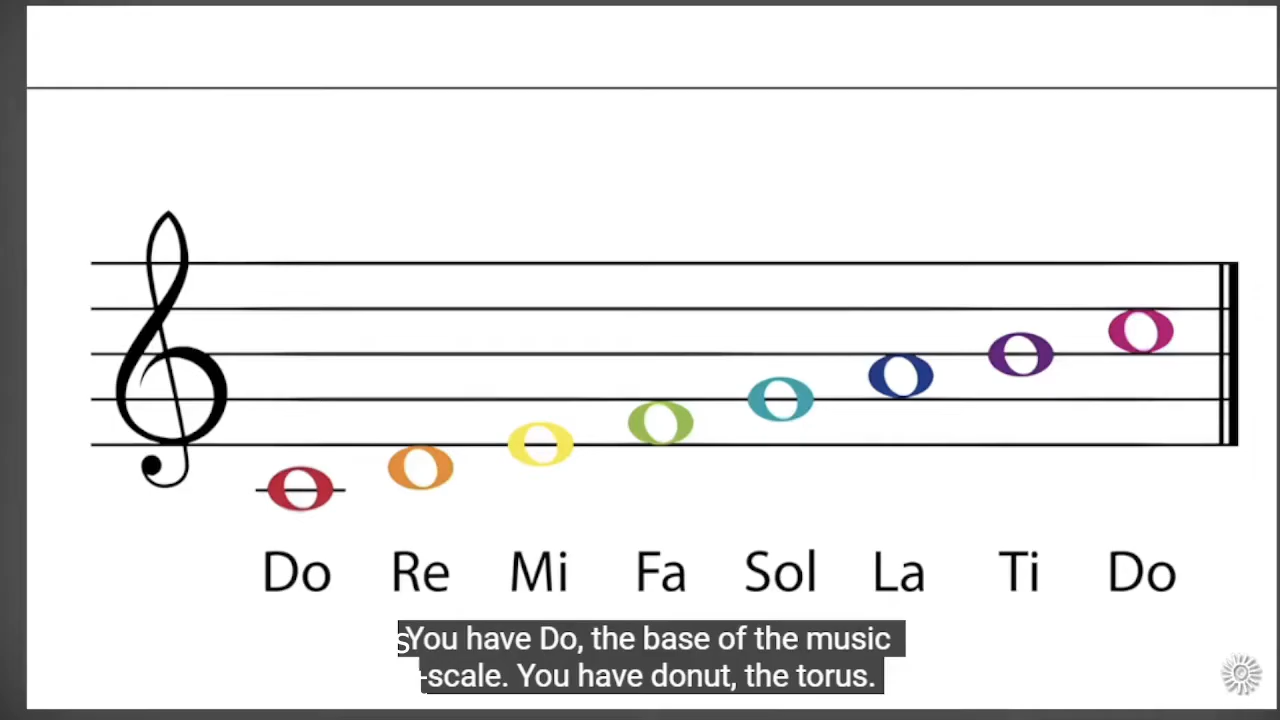 Do Re Mi Fa Sol La Ti Do
You have Do, the base of the music
-scale. You have donut, the torus.